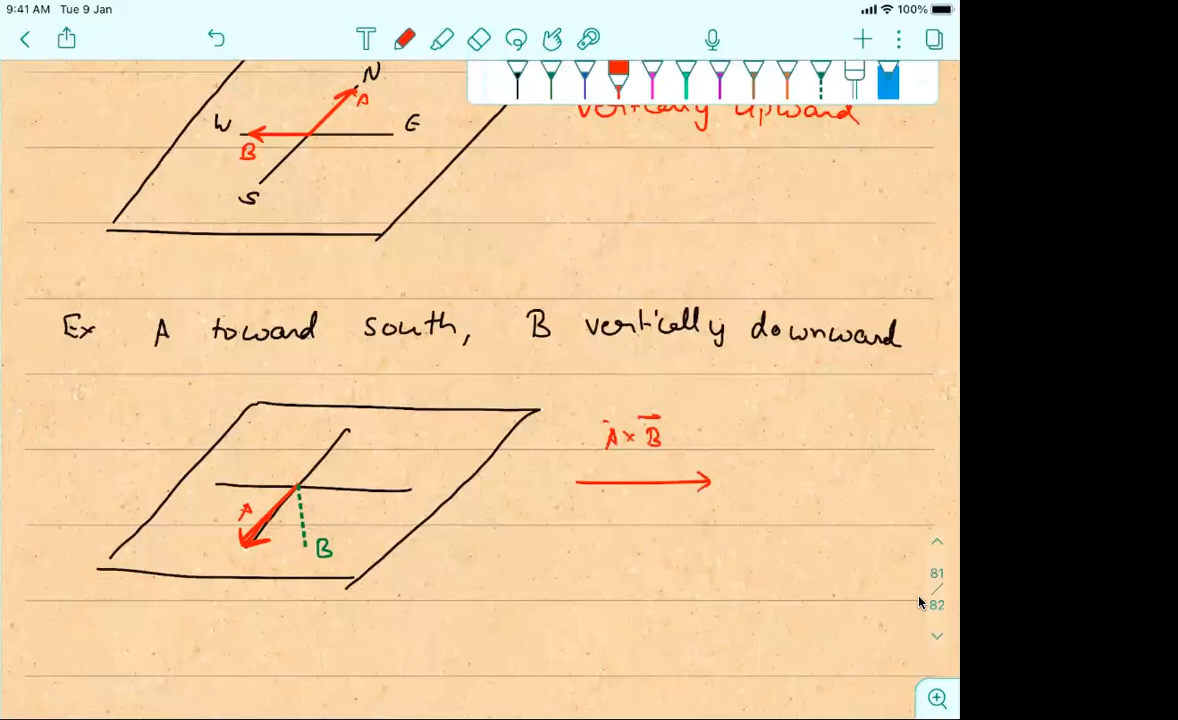 9:41 AM Tue 9 Jan
100%
N
A
W
E
B
S
vertically upward
Ex A toward south, B vertically downward
A × B
A
B
81
/
82